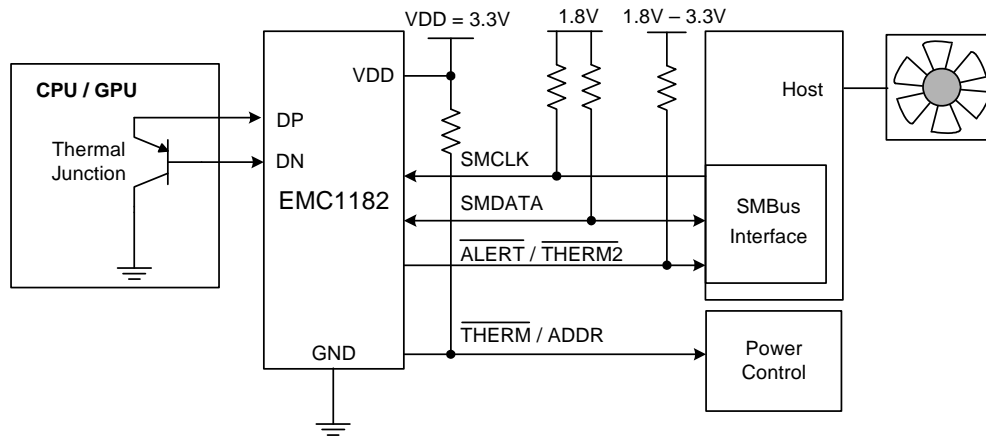 VDD = 3.3V
1.8V
1.8V – 3.3V
CPU / GPU
Thermal
Junction
VDD
DP
DN
EMC1182
GND
SMCLK
SMDATA
ALERT / THERM2
THERM / ADDR
Host
SMBus
Interface
Power
Control